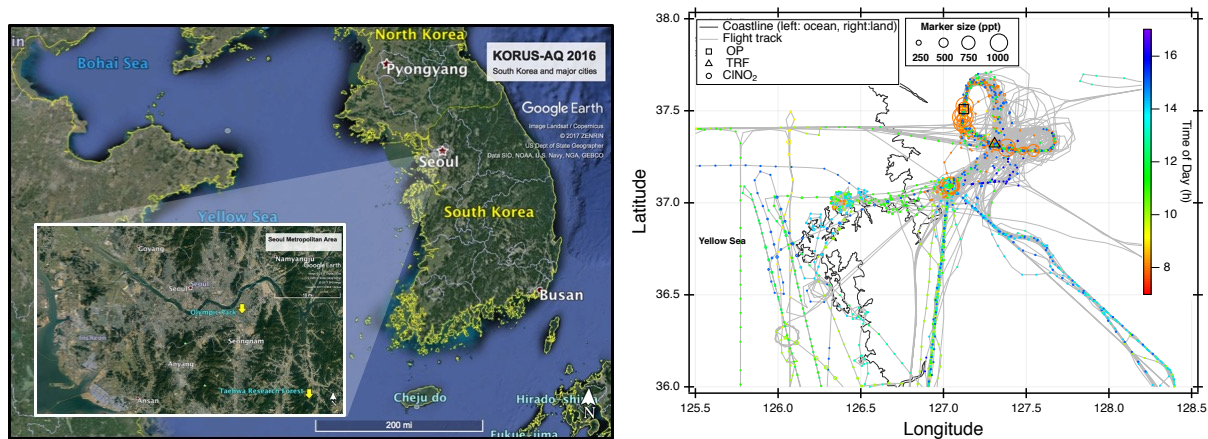 in
North Korea
Bohai Sea
Pyongyang
KORUS-AQ 2016
South Korea and major cities
Google Earth
Image Landsat / Copernicus
© 2017 ZENRIN
US Dept of State Geographer
Data SIO, NOAA, U.S. Navy, NGA, GEBCO
Seoul
South Korea
Yellow Sea
Busan
Cheju do
200 mi
N
Seoul Metropolitan Area
Goyang
Namyangju
Google Earth
Seoul
Seoul
Olympic Park
Seongnam
Anyang
Taehwa Research Forest
Ansan
Coastline (left: ocean, right:land)
Flight track
OP
TRF
ClNO₂
Marker size (ppt)
250 500 750 1000
38.0
37.5
37.0
36.5
36.0
Latitude
Yellow Sea
125.5 126.0 126.5 127.0 127.5 128.0 128.5
Longitude
16
14
12
10
8
Time of Day (h)